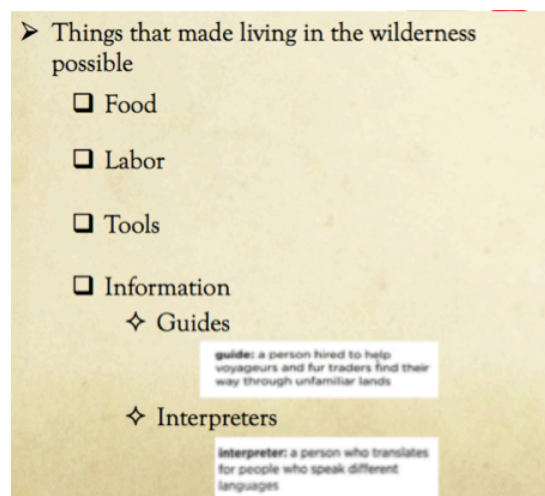 Things that made living in the wilderness
possible
Food
Labor
Tools
Information
Guides
guide: a person hired to help
voyageurs and fur traders find their
way through unfamiliar lands
Interpreters
interpreter: a person who translates
for people who speak different
languages